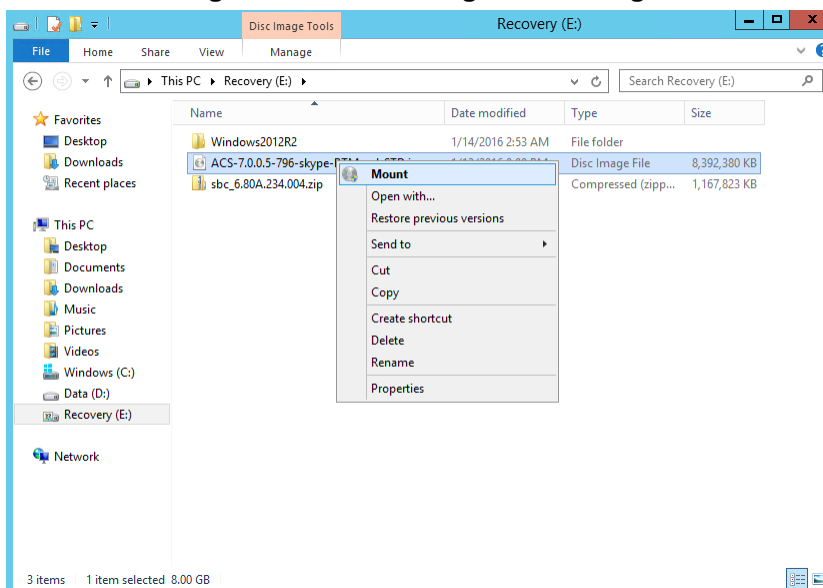 Disc Image Tools Recovery (E:)
File Home Share View Manage
This PC Recovery (E:) Search Recovery (E:)
Name Date modified Type Size
Favorites
Desktop
Downloads
Recent places
This PC
Desktop
Documents
Downloads
Music
Pictures
Videos
Windows (C:)
Data (D:)
Recovery (E:)
Network
Windows2012R2 1/14/2016 2:53 AM File folder
ACS-7.0.0.5-796-skype- Disc Image File 8,392,380 KB
sbc_6.80A.234.004.zip Compressed (zipp... 1,167,823 KB
Mount
Open with...
Restore previous versions
Send to
Cut
Copy
Create shortcut
Delete
Rename
Properties
3 items 1 item selected 8.00 GB